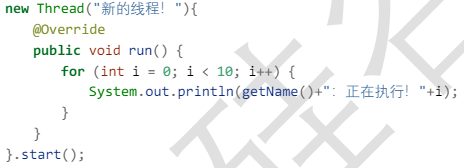 new Thread("新的线程！"){
    @Override
    public void run() {
        for (int i = 0; i < 10; i++) {
            System.out.println(getName()+"：正在执行！"+i);
        }
    }
}.start();